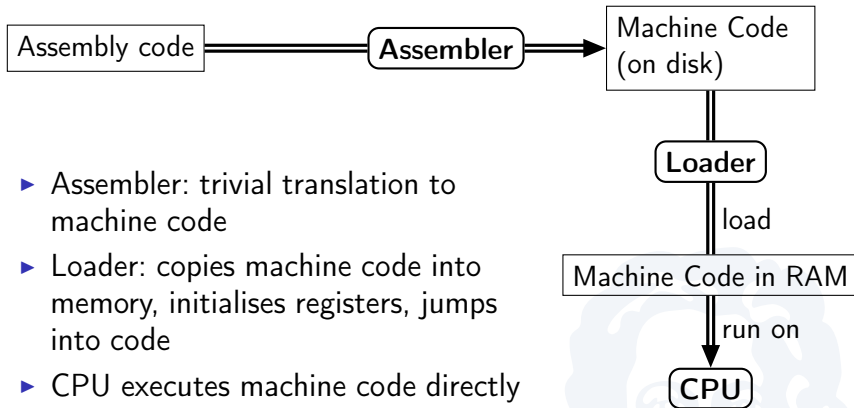 Assembly code
Assembler
Machine Code
(on disk)
Loader
load
Machine Code in RAM
run on
CPU
▶ Assembler: trivial translation to
machine code
▶ Loader: copies machine code into
memory, initialises registers, jumps
into code
▶ CPU executes machine code directly